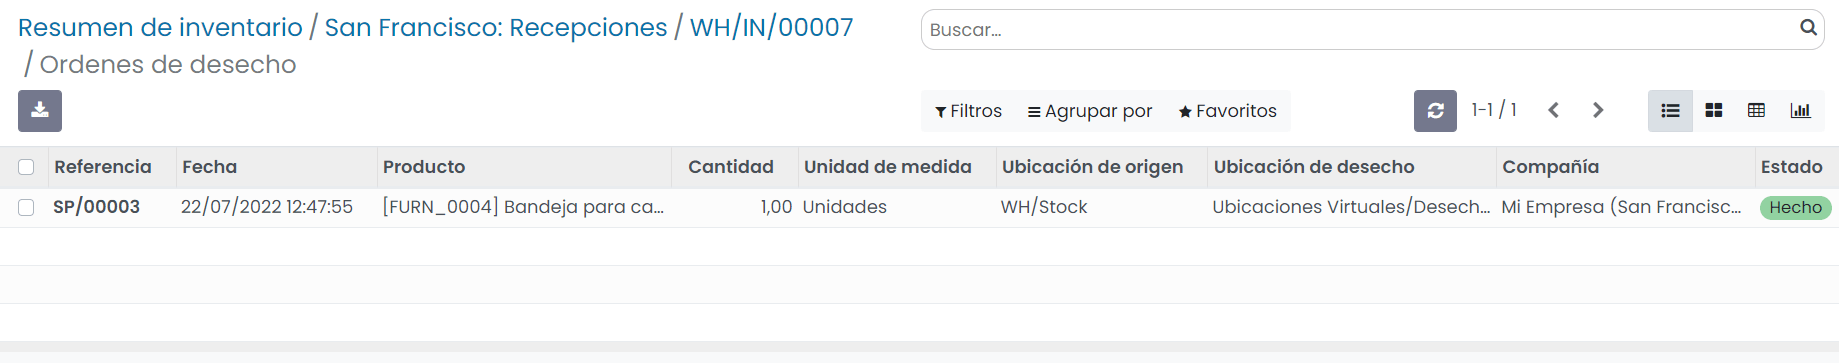 Resumen de inventario / San Francisco: Recepciones / WH/IN/00007
/ Ordenes de desecho
Buscar...
Filtros Agrupar por Favoritos 1-1 / 1
Referencia Fecha Producto Cantidad Unidad de medida Ubicación de origen Ubicación de desecho Compañía Estado
SP/00003 22/07/2022 12:47:55 [FURN_0004] Bandeja para ca... 1,00 Unidades WH/Stock Ubicaciones Virtuales/Desech... Mi Empresa (San Francisc... Hecho